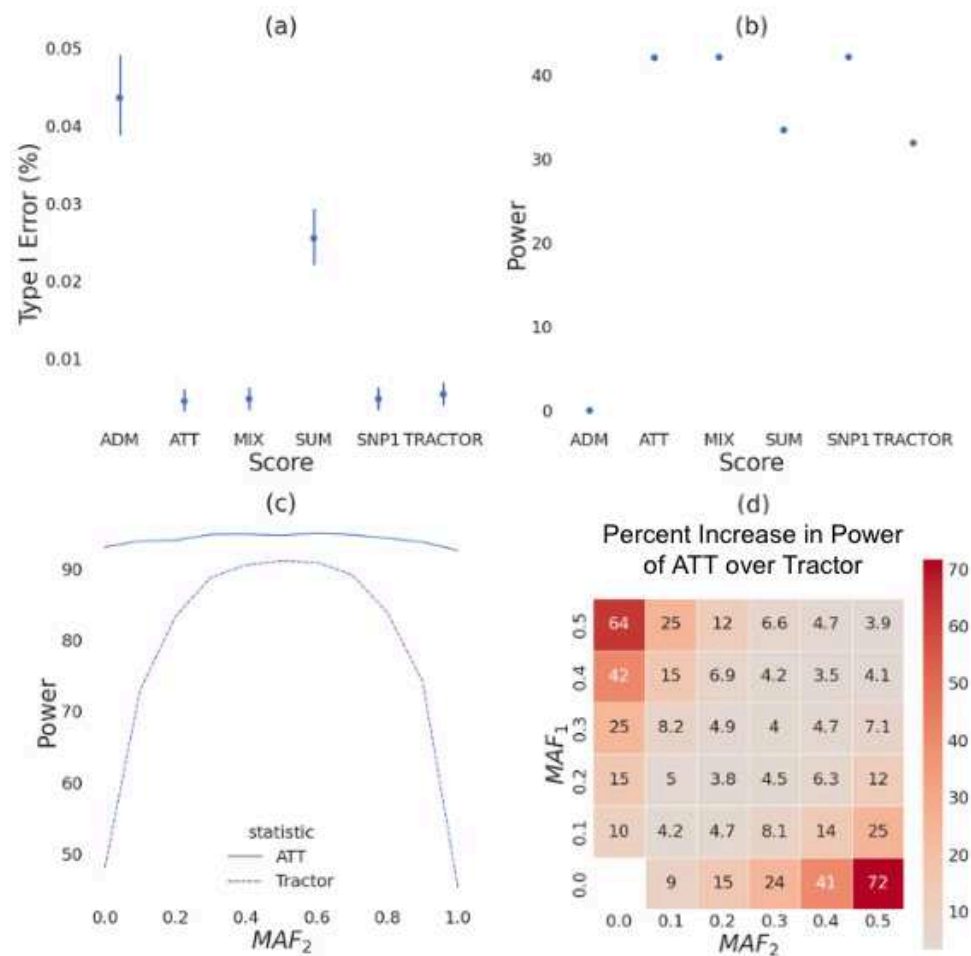 (a)
0.05
0.04
0.03
0.02
0.01
Type I Error (%)
ADM ATT MIX SUM SNP1 TRACTOR
Score
(b)
40
30
20
10
0
Power
ADM ATT MIX SUM SNP1 TRACTOR
Score
(c)
90
80
70
60
50
Power
statistic
ATT
Tractor
0.0 0.2 0.4 0.6 0.8 1.0
MAF2
(d)
Percent Increase in Power
of ATT over Tractor
0.5 64 25 12 6.6 4.7 3.9
0.4 42 15 6.9 4.2 3.5 4.1
0.3 25 8.2 4.9 4 4.7 7.1
0.2 15 5 3.8 4.5 6.3 12
0.1 10 4.2 4.7 8.1 14 25
0.0 9 15 24 41 72
MAF1
0.0 0.1 0.2 0.3 0.4 0.5
MAF2
70
60
50
40
30
20
10